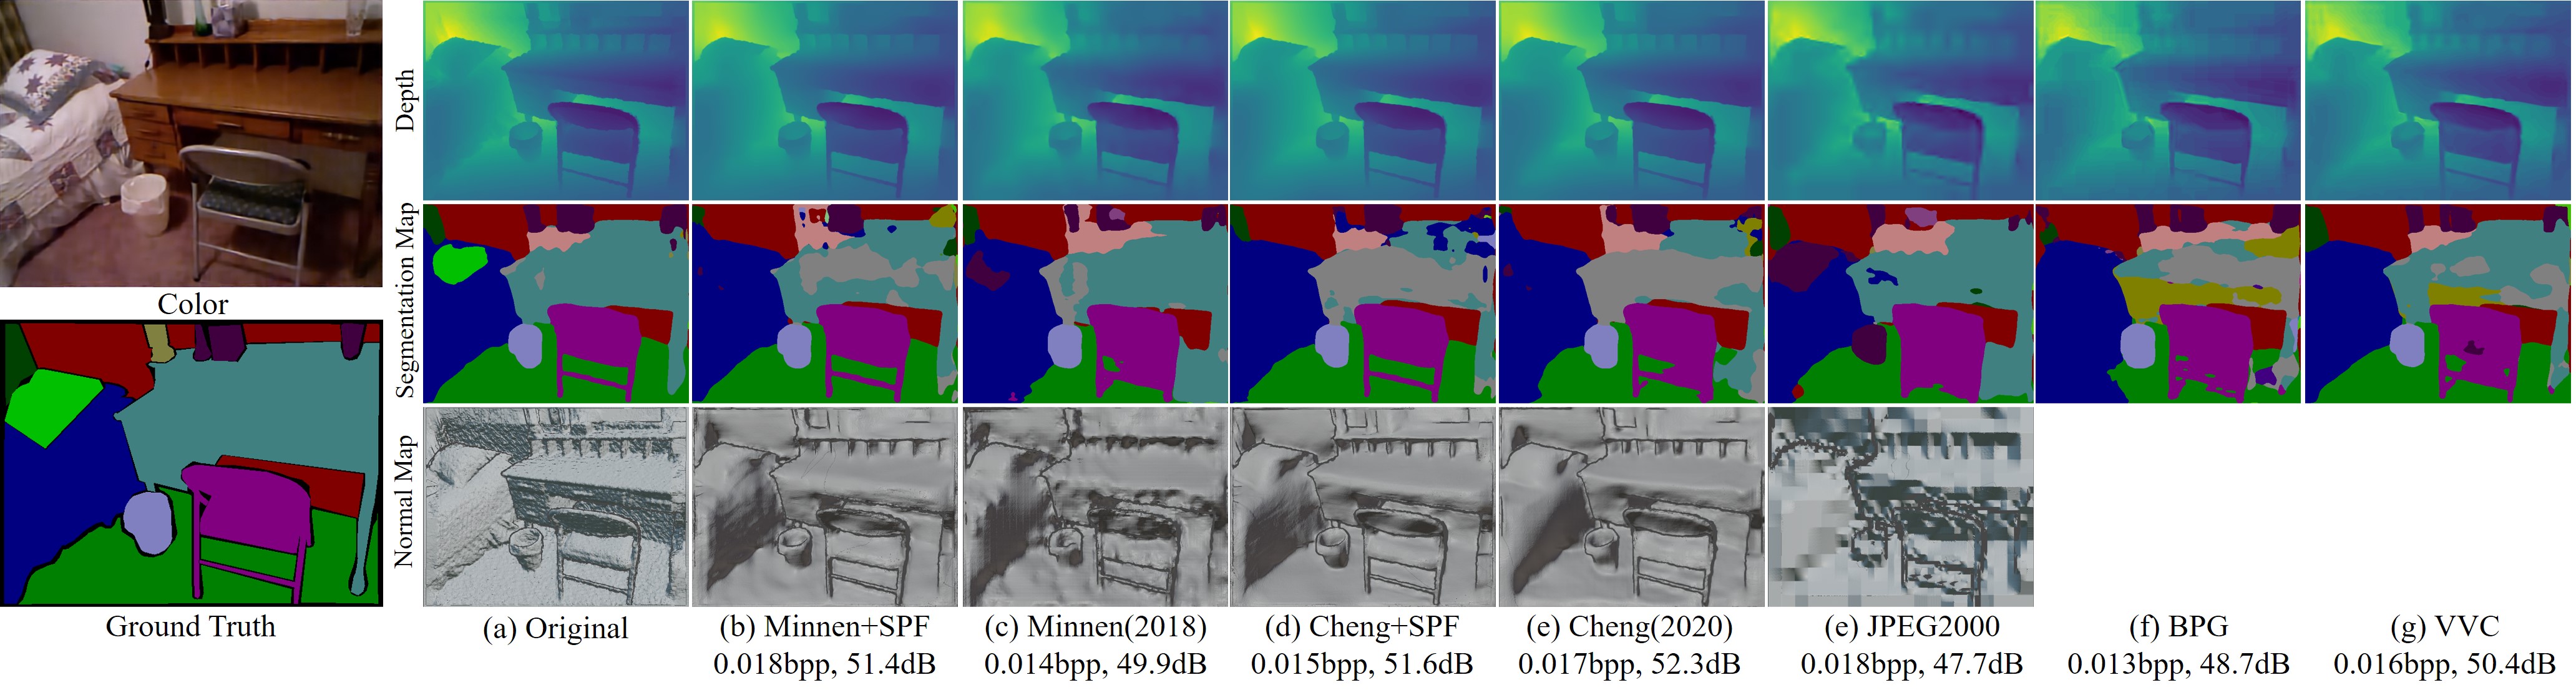 Color
Ground Truth
Depth
Segmentation Map
Normal Map
(a) Original
(b) Minnen+SPF
0.018bpp, 51.4dB
(c) Minnen(2018)
0.014bpp, 49.9dB
(d) Cheng+SPF
0.015bpp, 51.6dB
(e) Cheng(2020)
0.017bpp, 52.3dB
(e) JPEG2000
0.018bpp, 47.7dB
(f) BPG
0.013bpp, 48.7dB
(g) VVC
0.016bpp, 50.4dB